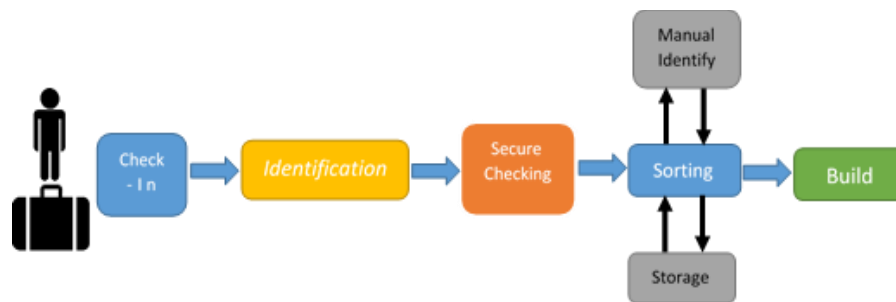 Manual
Identify
Check
- I n
Identification
Secure
Checking
Sorting
Build
Storage